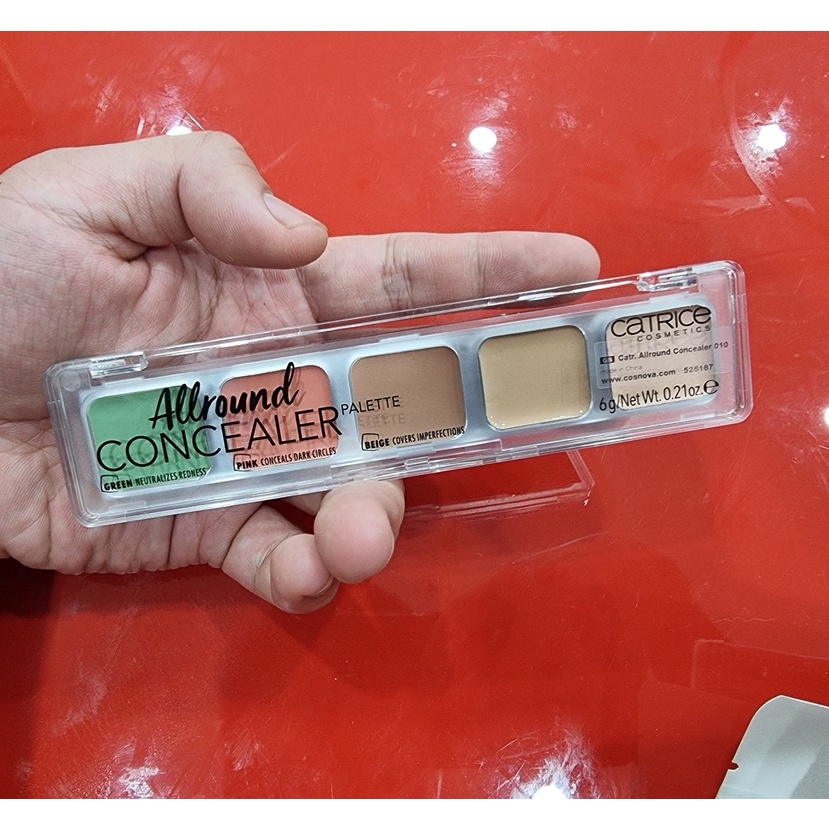 Allround
CONCEALER PALETTE
GREEN NEUTRALIZES REDNESS
PINK CONCEALS DARK CIRCLES
BEIGE COVERS IMPERFECTIONS
CATRICE
COSMETICS
GB Catr. Allround Concealer 010
made in China
www.cosnova.com 526187
6g/Net Wt. 0.21oz.℮